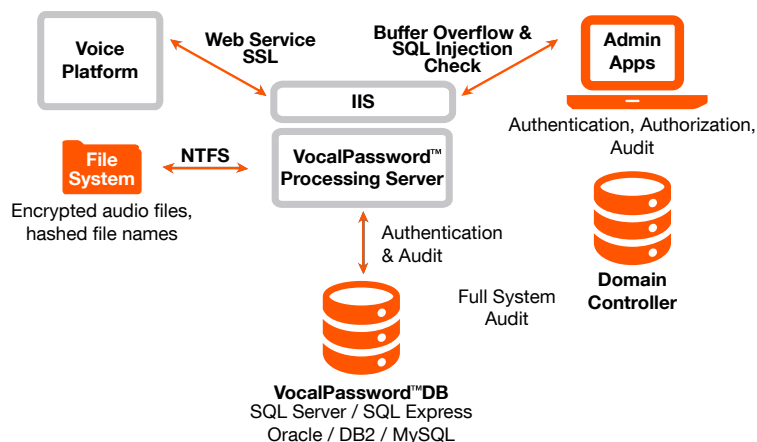 Voice
Platform
Web Service
SSL
Buffer Overflow &
SQL Injection
Check
Admin
Apps
IIS
Authentication, Authorization,
Audit
File
System
NTFS
VocalPassword™
Processing Server
Encrypted audio files,
hashed file names
Authentication
& Audit
Domain
Controller
Full System
Audit
VocalPassword™DB
SQL Server / SQL Express
Oracle / DB2 / MySQL